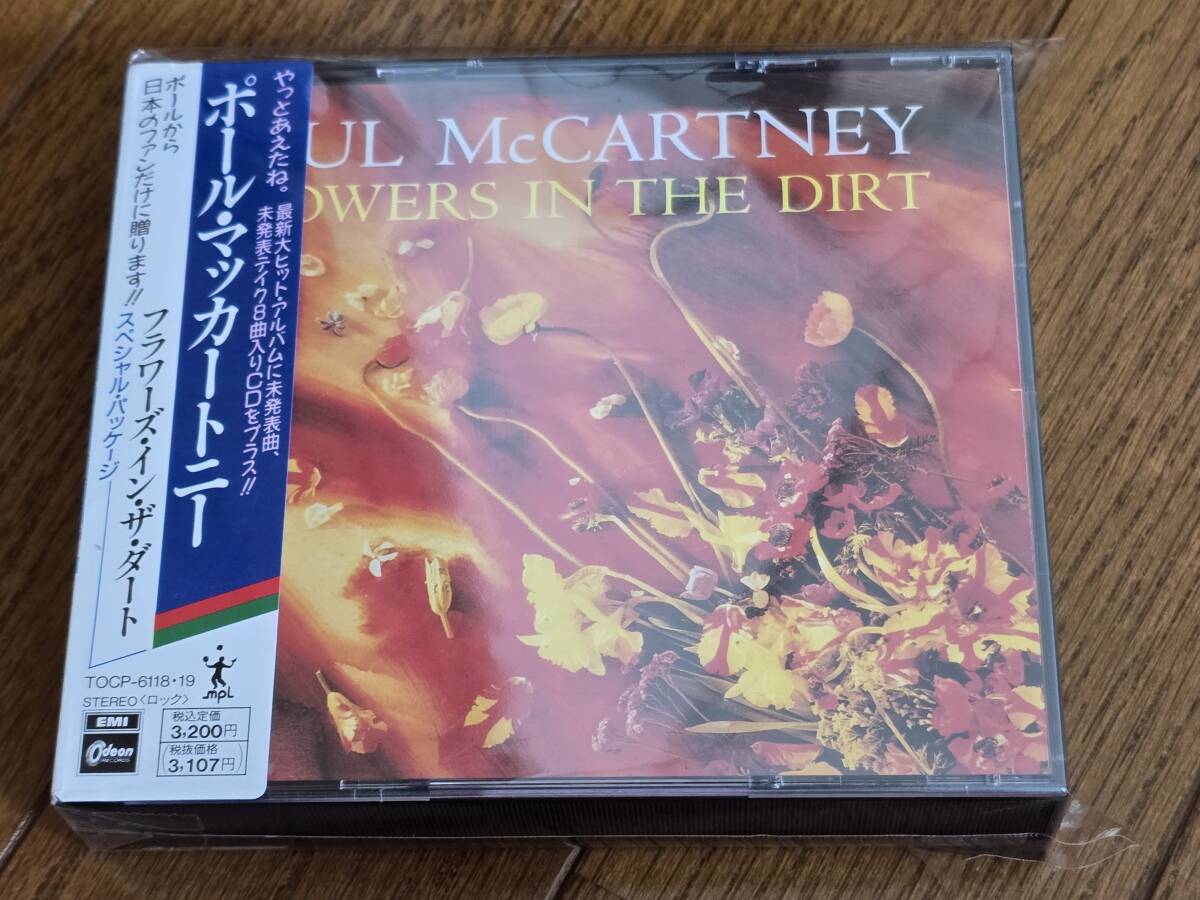 ポールから
日本のファンだけに贈ります!!
ポール・マッカートニー
フラワーズ・イン・ザ・ダート
スペシャル・パッケージ
やっとあえたね。
最新大ヒット・アルバムに未発表曲、
未発表テイク8曲入りCDをプラス!!
UL McCARTNEY
OWERS IN THE DIRT
TOCP-6118・19
STEREO〈ロック〉
mpL
EMI
Odeon
RECORDS
税込定価
3,200円
(税抜価格
3,107円)